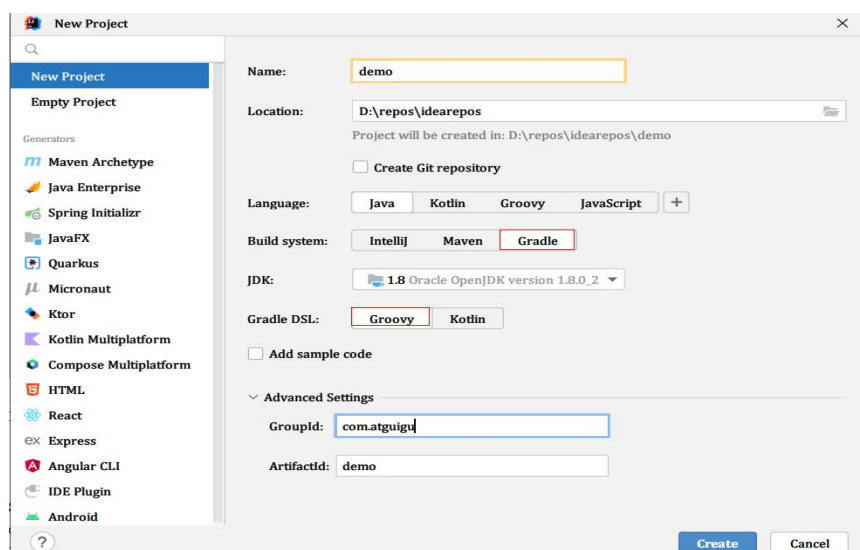 New Project
New Project
Empty Project
Generators
Maven Archetype
Java Enterprise
Spring Initializr
JavaFX
Quarkus
Micronaut
Ktor
Kotlin Multiplatform
Compose Multiplatform
HTML
React
Express
Angular CLI
IDE Plugin
Android
Name: demo
Location: D:\repos\idearepos
Project will be created in: D:\repos\idearepos\demo
Create Git repository
Language: Java Kotlin Groovy JavaScript +
Build system: IntelliJ Maven Gradle
JDK: 1.8 Oracle OpenJDK version 1.8.0_2
Gradle DSL: Groovy Kotlin
Add sample code
Advanced Settings
GroupId: com.atguigu
ArtifactId: demo
? Create Cancel